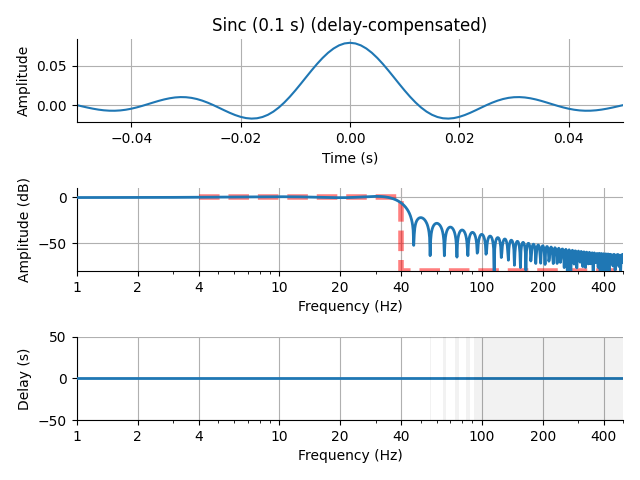 Sinc (0.1 s) (delay-compensated)
Amplitude
0.05
0.00
−0.04 −0.02 0.00 0.02 0.04
Time (s)
Amplitude (dB)
0
−50
1 2 4 10 20 40 100 200 400
Frequency (Hz)
Delay (s)
50
0
−50
1 2 4 10 20 40 100 200 400
Frequency (Hz)